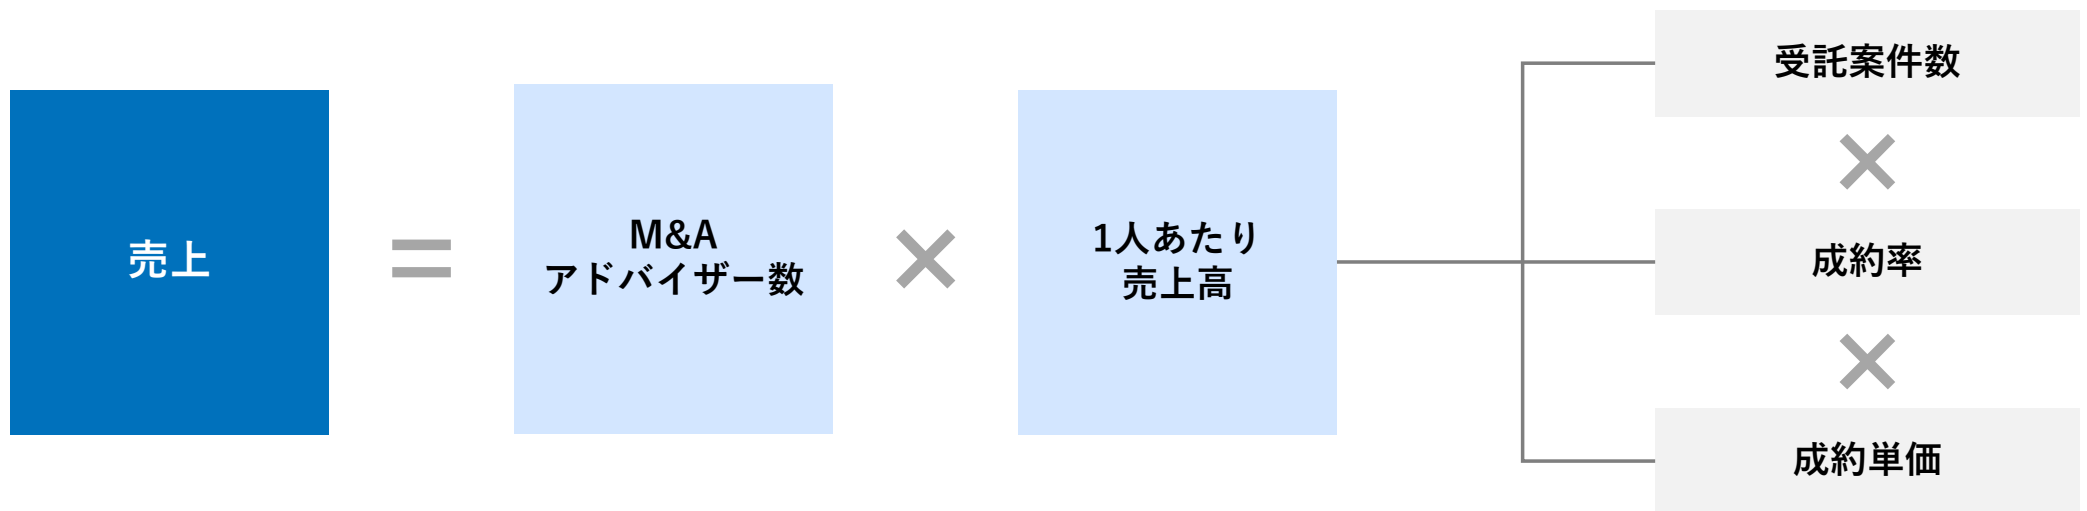 売上
=
M&A
アドバイザー数
×
1人あたり
売上高
受託案件数
×
成約率
×
成約単価